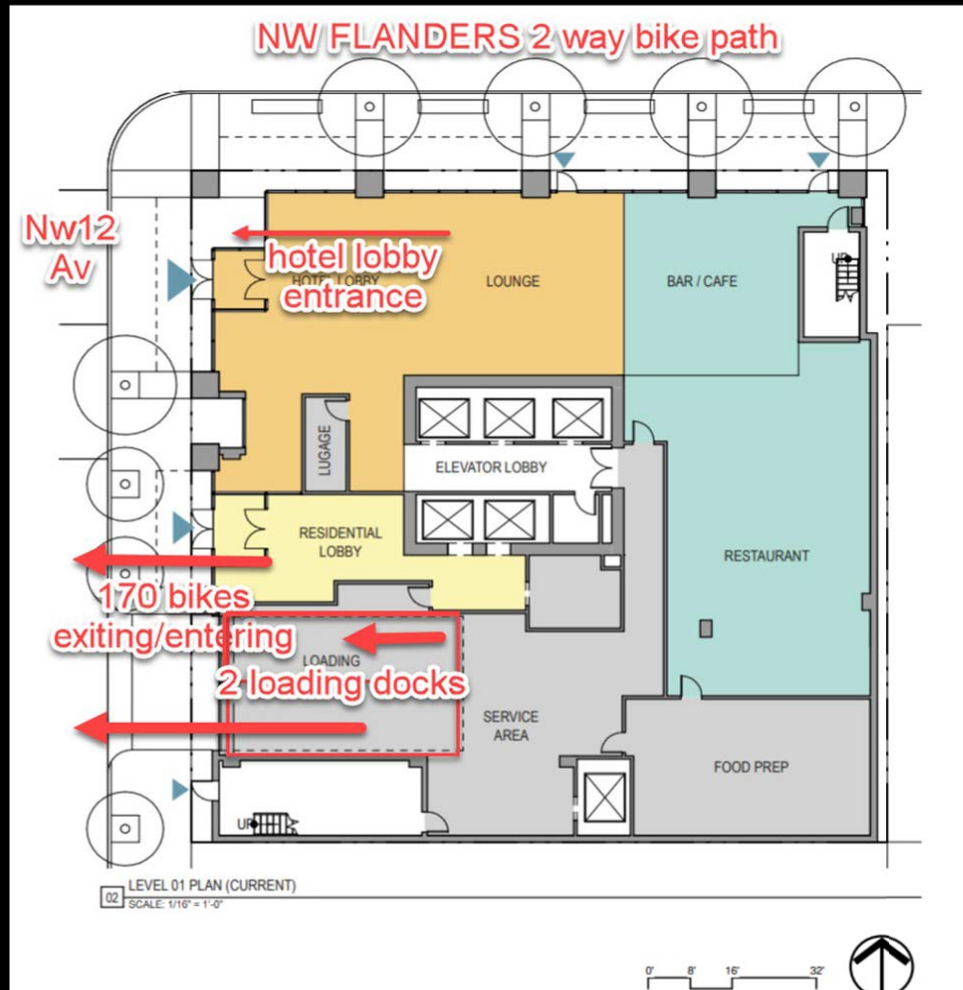 NW FLANDERS 2 way bike path
Nw12
Av
hotel lobby
entrance
HOTEL LOBBY
LOUNGE
BAR / CAFE
UP
LUGAGE
ELEVATOR LOBBY
RESIDENTIAL
LOBBY
RESTAURANT
170 bikes
exiting/entering
LOADING
2 loading docks
SERVICE
AREA
FOOD PREP
UP
02
LEVEL 01 PLAN (CURRENT)
SCALE: 1/16" = 1'-0"
0' 8' 16' 32'